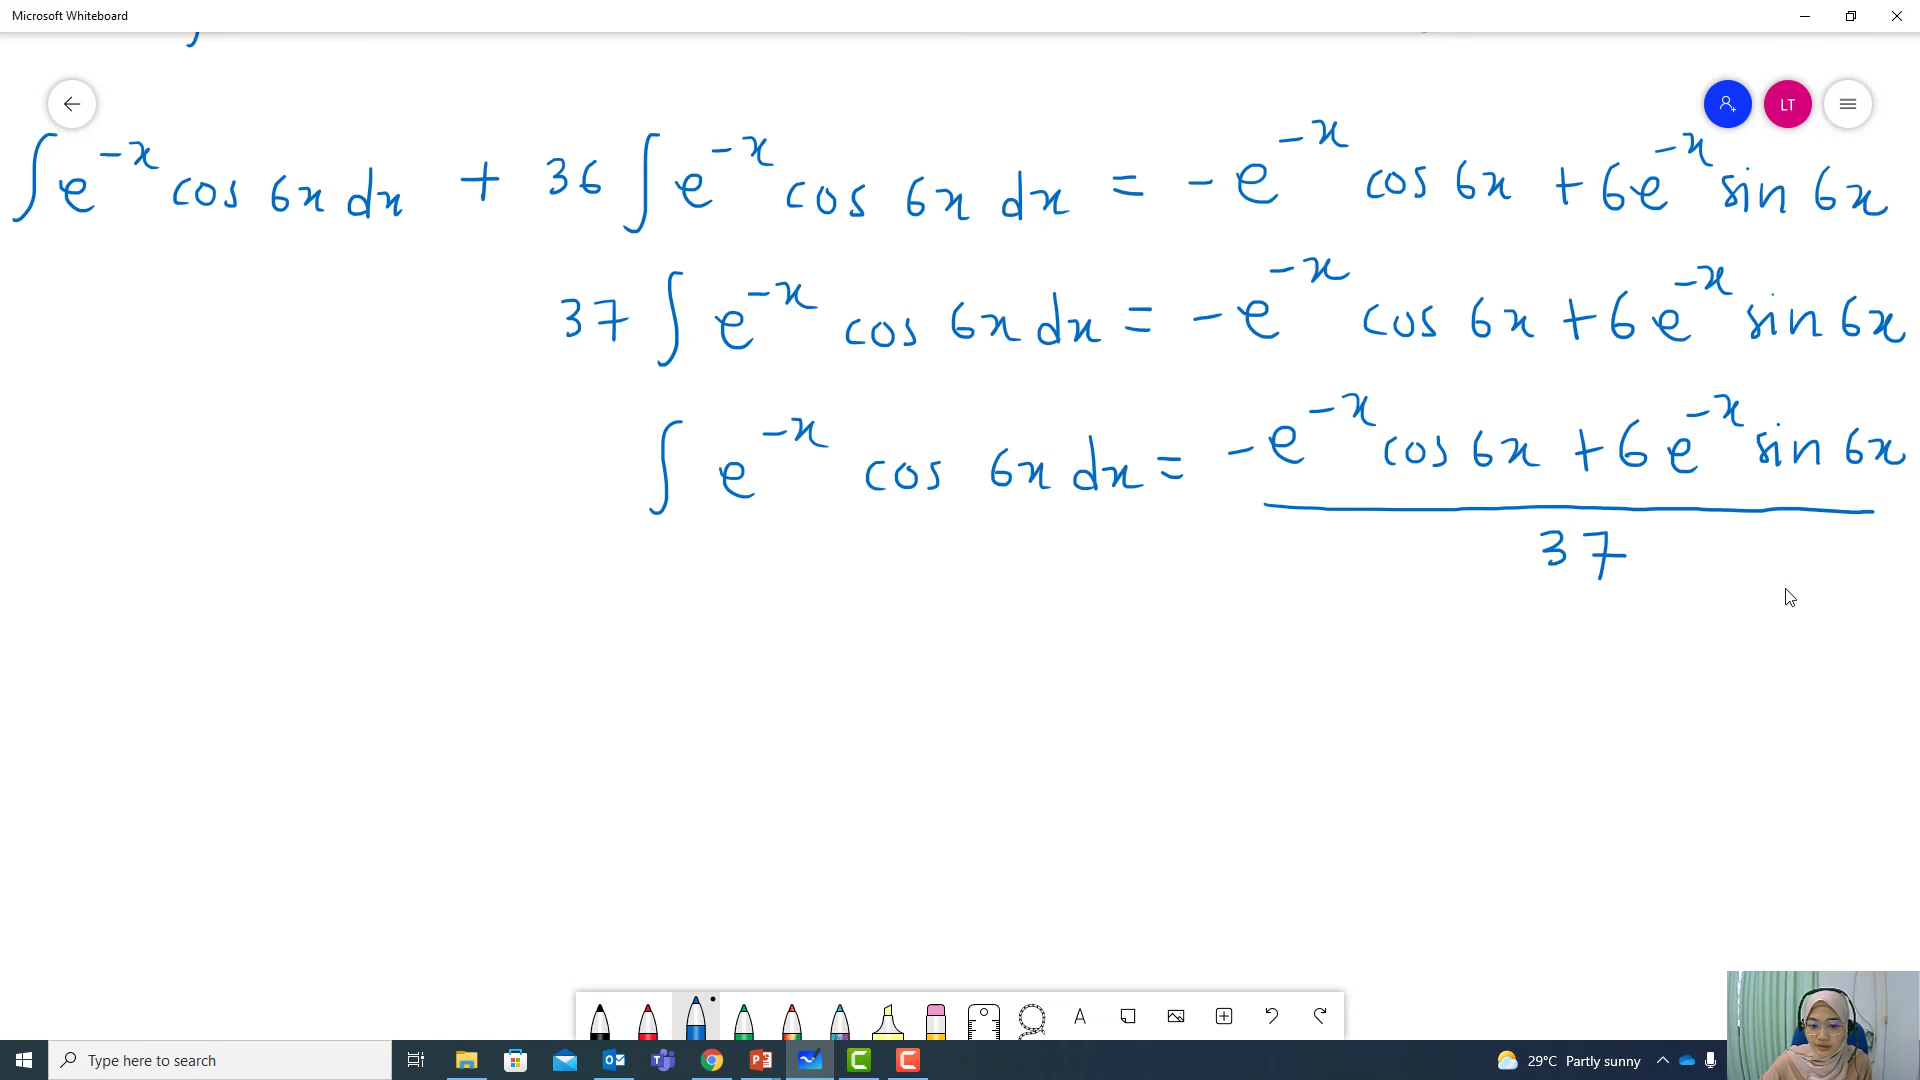 Microsoft Whiteboard
LT
∫ e^{-x} cos 6x dx + 36 ∫ e^{-x} cos 6x dx = -e^{-x} cos 6x + 6e^{-x} sin 6x
37 ∫ e^{-x} cos 6x dx = -e^{-x} cos 6x + 6e^{-x} sin 6x
∫ e^{-x} cos 6x dx = -e^{-x} cos 6x + 6e^{-x} sin 6x
37
A
Type here to search
29°C Partly sunny